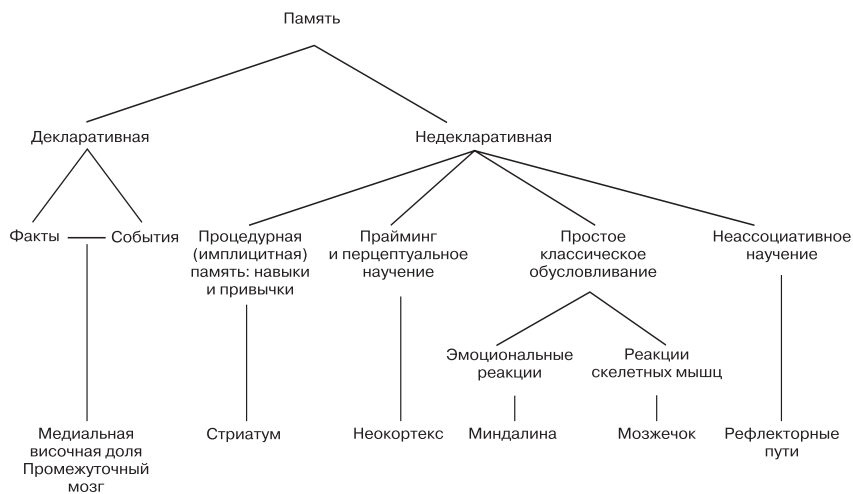 Память
Декларативная
Недекларативная
Факты
События
Процедурная
(имплицитная)
память: навыки
и привычки
Прайминг
и перцептуальное
научение
Простое
классическое
обусловливание
Неассоциативное
научение
Эмоциональные
реакции
Реакции
скелетных мышц
Медиальная
височная доля
Промежуточный
мозг
Стриатум
Неокортекс
Миндалина
Мозжечок
Рефлекторные
пути